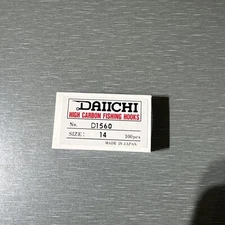 DAIICHI
HIGH CARBON FISHING HOOKS
No. D1560
SIZE: 14 100pcs
MADE IN JAPAN